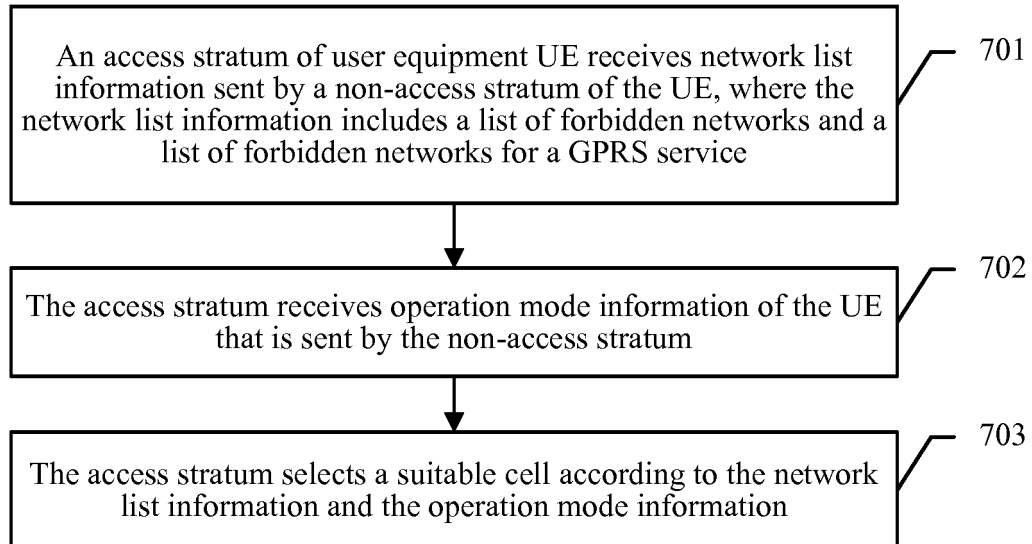 An access stratum of user equipment UE receives network list
information sent by a non-access stratum of the UE, where the
network list information includes a list of forbidden networks and a
list of forbidden networks for a GPRS service
701
The access stratum receives operation mode information of the UE
that is sent by the non-access stratum
702
The access stratum selects a suitable cell according to the network
list information and the operation mode information
703